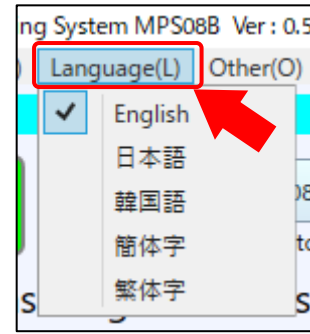 ng System MPS08B Ver : 0.5
) Language(L) Other(O)
English
日本語
韓国語
簡体字
繁体字